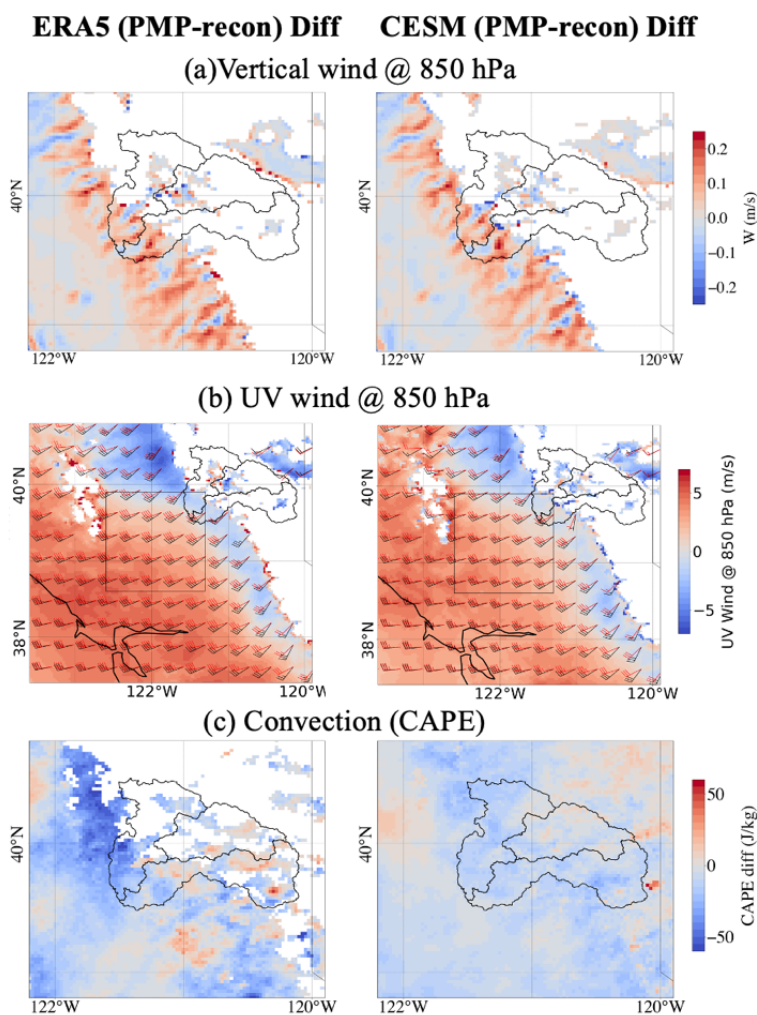 ERA5 (PMP-recon) Diff CESM (PMP-recon) Diff
(a)Vertical wind @ 850 hPa
40°N
122°W
120°W
40°N
122°W
120°W
0.2
0.1
0.0
−0.1
−0.2
W (m/s)
(b) UV wind @ 850 hPa
40°N
38°N
122°W
120°W
40°N
38°N
122°W
120°W
5
0
−5
UV Wind @ 850 hPa (m/s)
(c) Convection (CAPE)
40°N
122°W
120°W
40°N
122°W
120°W
50
0
−50
CAPE diff (J/kg)